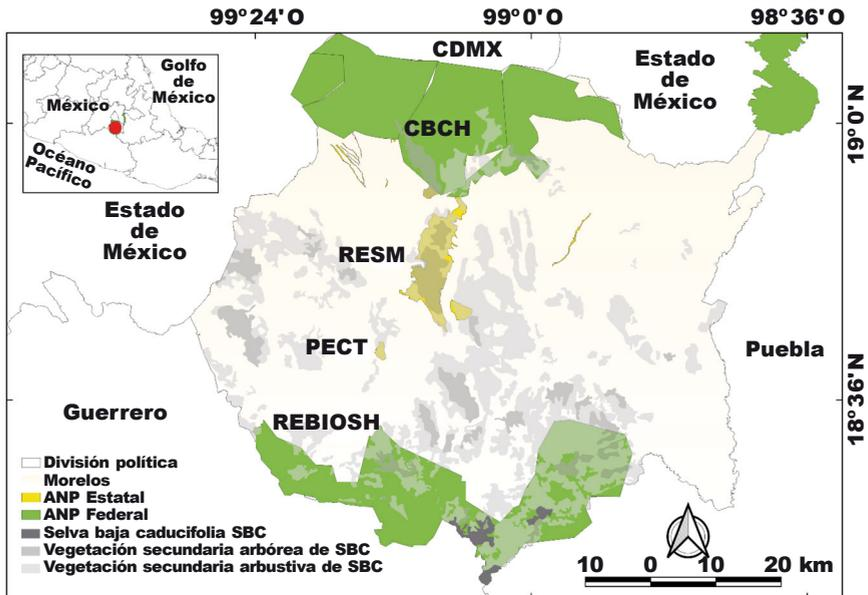 99°24'O
99°0'O
98°36'O
CDMX
Estado
de
México
Golfo
de
México
México
Océano
Pacífico
CBCH
19°0'N
Estado
de
México
RESM
PECT
Puebla
18°36'N
Guerrero
REBIOSH
División política
Morelos
ANP Estatal
ANP Federal
Selva baja caducifolia SBC
Vegetación secundaria arbórea de SBC
Vegetación secundaria arbustiva de SBC
10 0 10 20 km